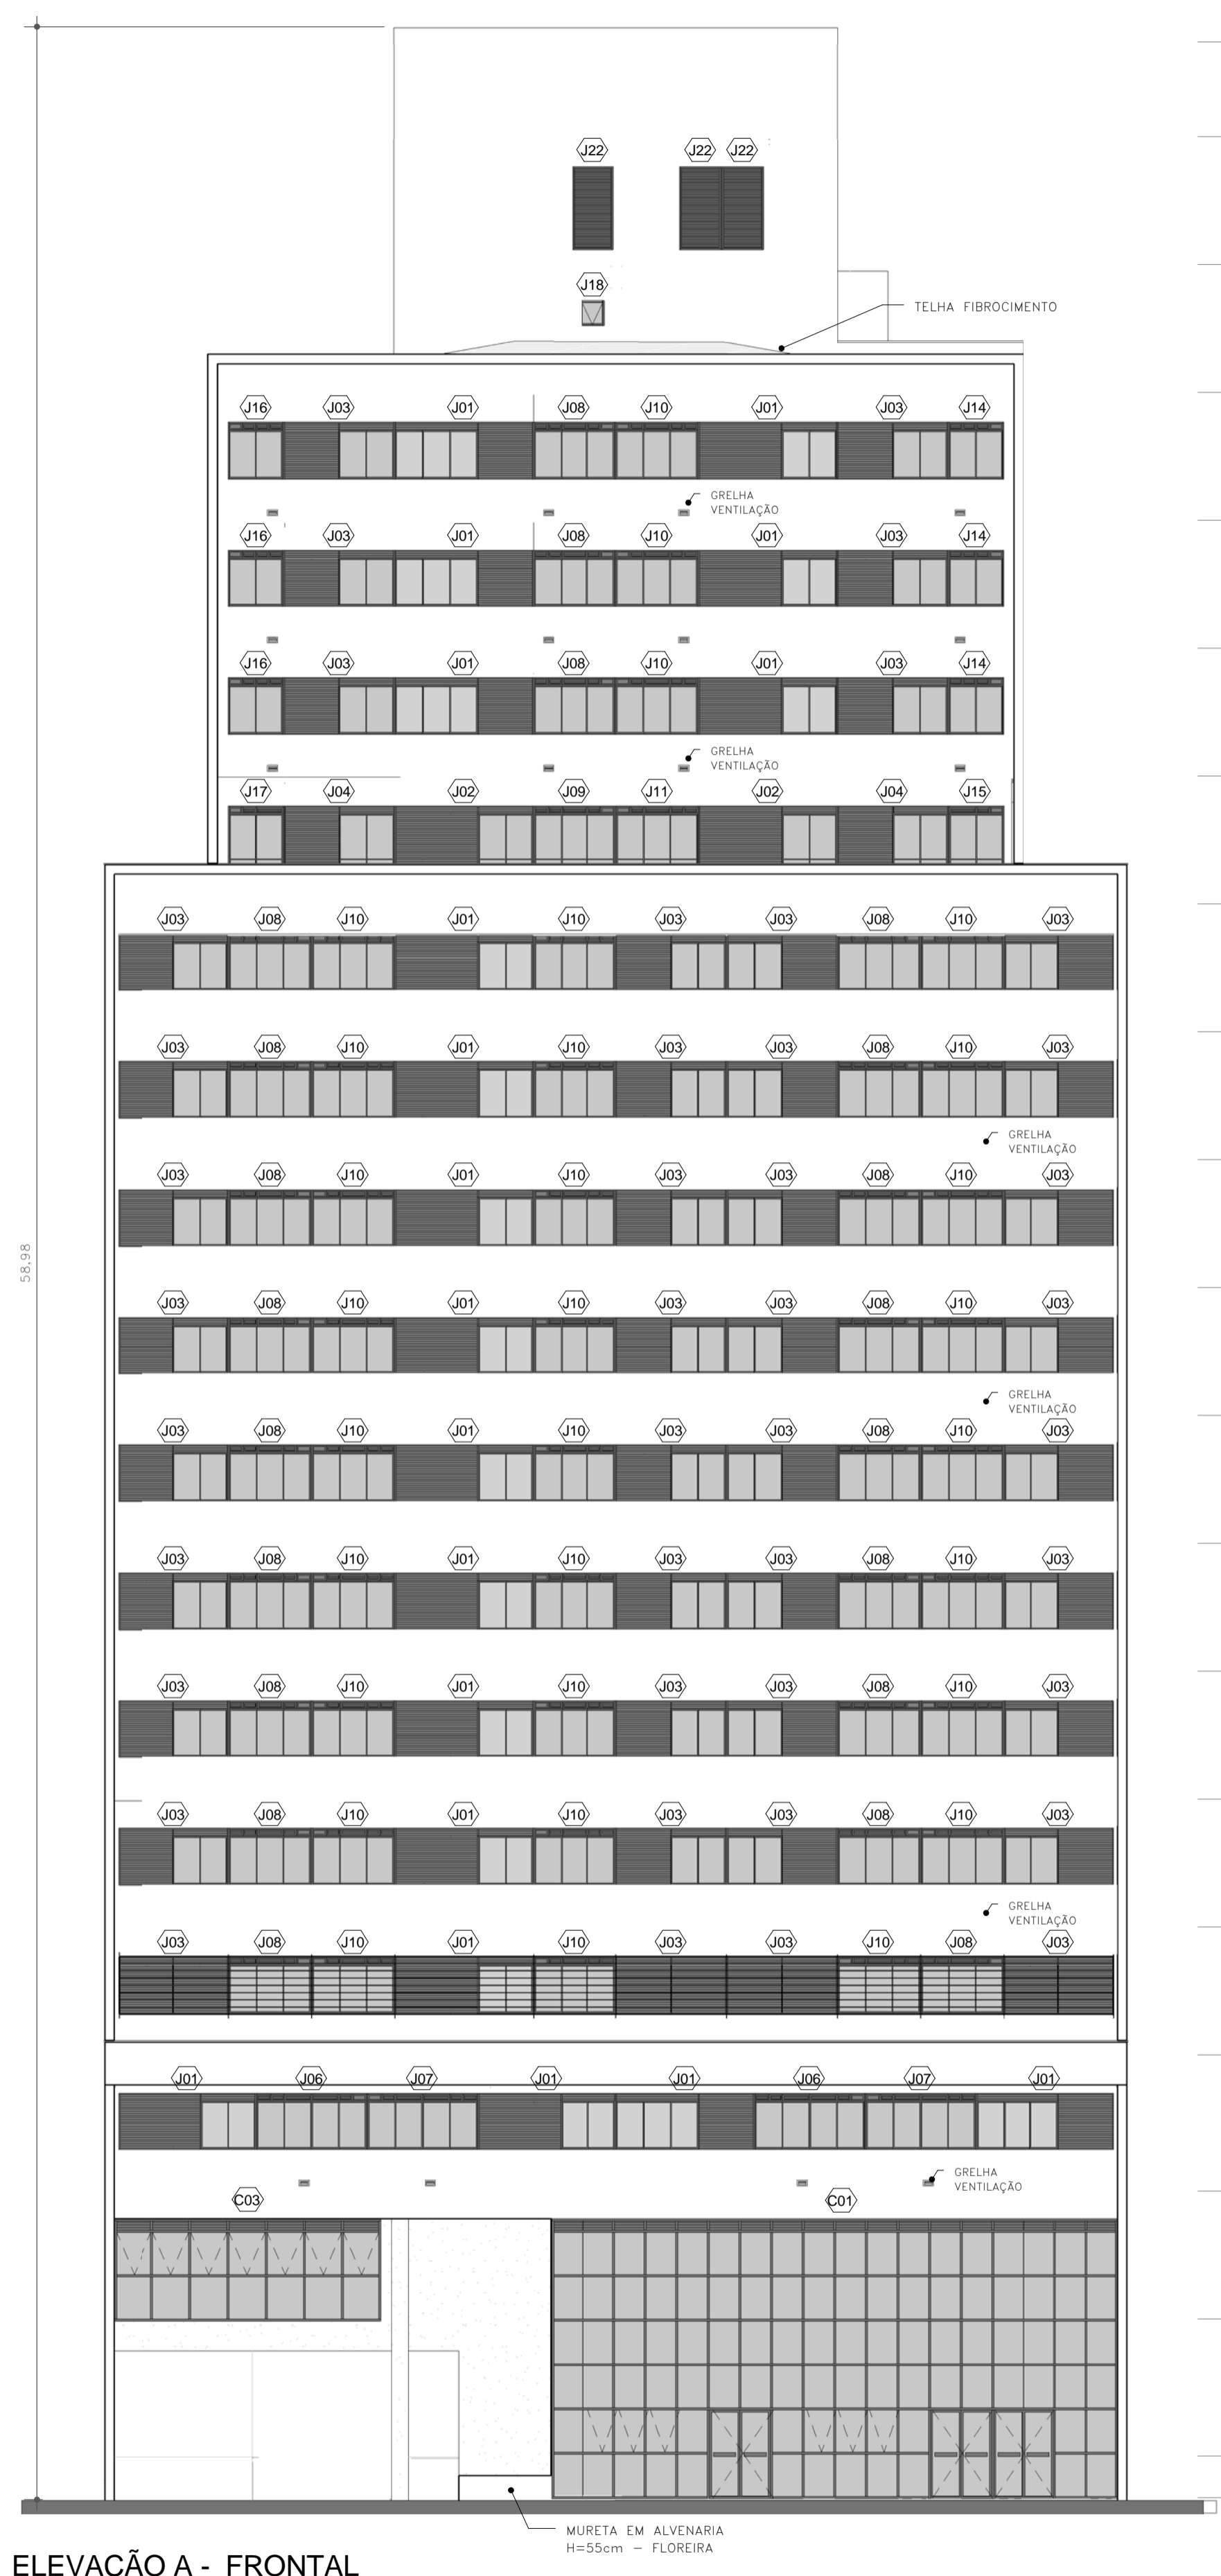 J22 J22 J22
J18
TELHA FIBROCIMENTO
J16 J03 J01 J08 J10 J01 J03 J14
GRELHA
VENTILAÇÃO
J16 J03 J01 J08 J10 J01 J03 J14
J16 J03 J01 J08 J10 J01 J03 J14
GRELHA
VENTILAÇÃO
J17 J04 J02 J09 J11 J02 J04 J15
J03 J08 J10 J01 J10 J03 J03 J08 J10 J03
J03 J08 J10 J01 J10 J03 J03 J08 J10 J03
GRELHA
VENTILAÇÃO
J03 J08 J10 J01 J10 J03 J03 J08 J10 J03
58,98
J03 J08 J10 J01 J10 J03 J03 J08 J10 J03
GRELHA
VENTILAÇÃO
J03 J08 J10 J01 J10 J03 J03 J08 J10 J03
J03 J08 J10 J01 J10 J03 J03 J08 J10 J03
J03 J08 J10 J01 J10 J03 J03 J08 J10 J03
J03 J08 J10 J01 J10 J03 J03 J08 J10 J03
GRELHA
VENTILAÇÃO
J03 J08 J10 J01 J10 J03 J03 J10 J08 J03
J01 J06 J07 J01 J01 J06 J07 J01
GRELHA
VENTILAÇÃO
C03 C01
MURETA EM ALVENARIA
H=55cm – FLOREIRA
ELEVAÇÃO A - FRONTAL